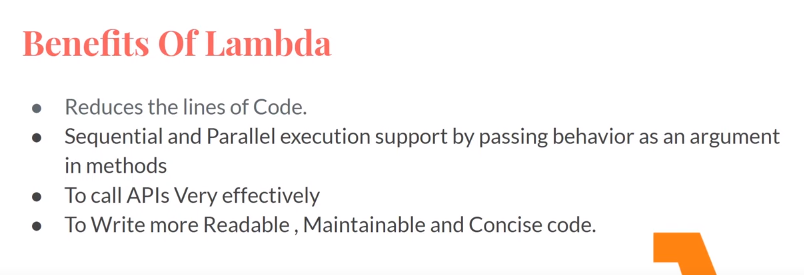 Benefits Of Lambda
● Reduces the lines of Code.
● Sequential and Parallel execution support by passing behavior as an argument
in methods
● To call APIs Very effectively
● To Write more Readable , Maintainable and Concise code.